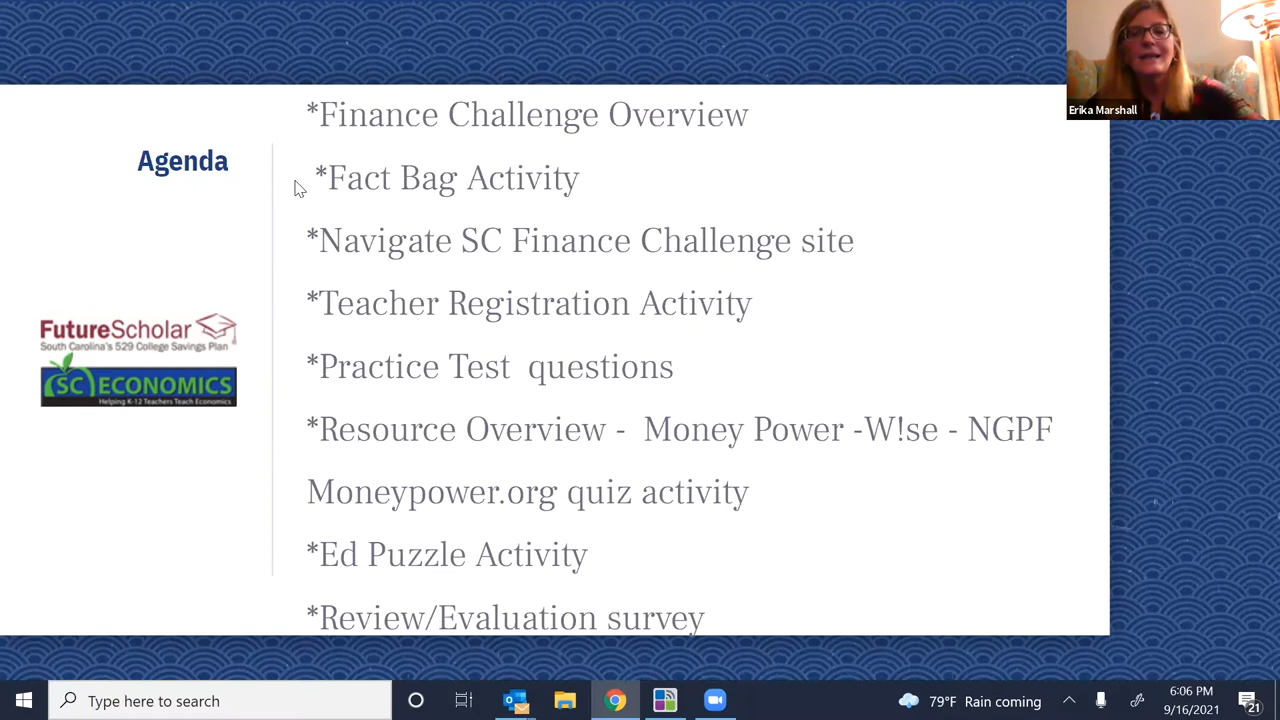 Erika Marshall
Agenda
*Finance Challenge Overview
*Fact Bag Activity
*Navigate SC Finance Challenge site
*Teacher Registration Activity
*Practice Test questions
*Resource Overview - Money Power -W!se - NGPF
Moneypower.org quiz activity
*Ed Puzzle Activity
*Review/Evaluation survey
FutureScholar
South Carolina's 529 College Savings Plan
SC ECONOMICS
Helping K-12 Teachers Teach Economics
Type here to search
79°F Rain coming
6:06 PM
9/16/2021
21